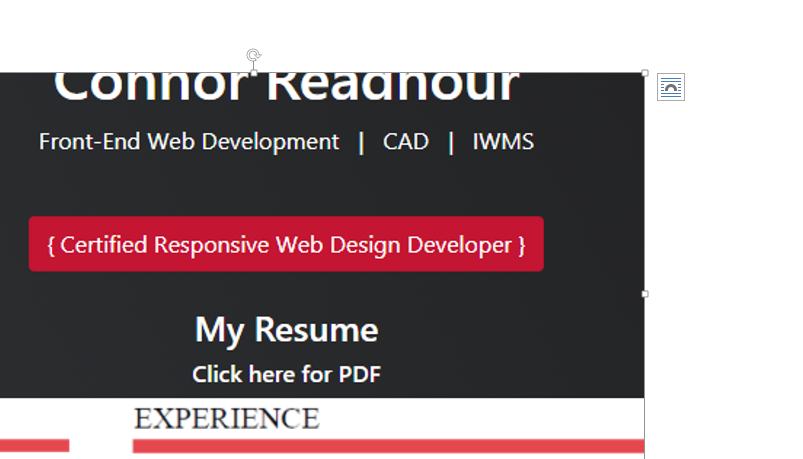 Connor Readhour
Front-End Web Development | CAD | IWMS
{ Certified Responsive Web Design Developer }
My Resume
Click here for PDF
EXPERIENCE